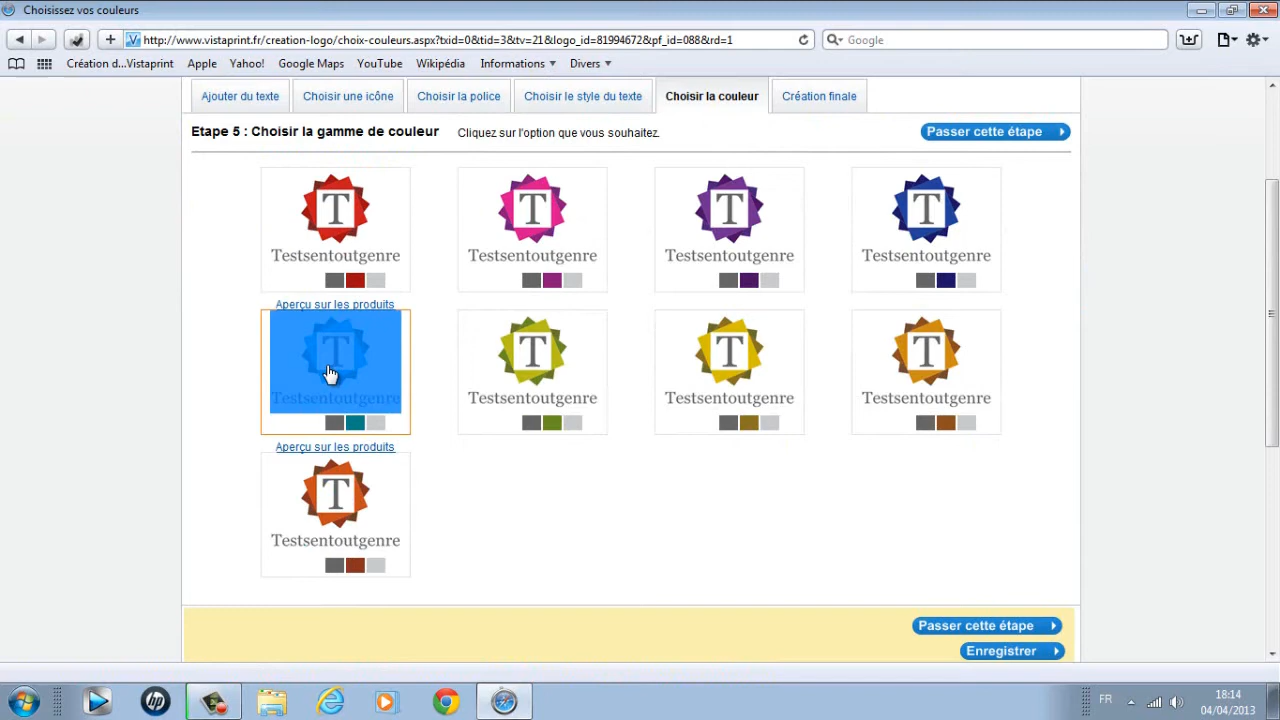 Choisissez vos couleurs
http://www.vistaprint.fr/creation-logo/choix-couleurs.aspx?txid=0&tid=3&tv=21&logo_id=81994672&pf_id=088&rd=1
Google
Création d...Vistaprint Apple Yahoo! Google Maps YouTube Wikipédia Informations Divers
Ajouter du texte Choisir une icône Choisir la police Choisir le style du texte Choisir la couleur Création finale
Etape 5 : Choisir la gamme de couleur Cliquez sur l'option que vous souhaitez. Passer cette étape
T T T T
Testsentoutgenre Testsentoutgenre Testsentoutgenre Testsentoutgenre
Aperçu sur les produits
T T T T
Testsentoutgenre Testsentoutgenre Testsentoutgenre Testsentoutgenre
Aperçu sur les produits
T
Testsentoutgenre
Passer cette étape
Enregistrer
hp
FR
18:14
04/04/2013